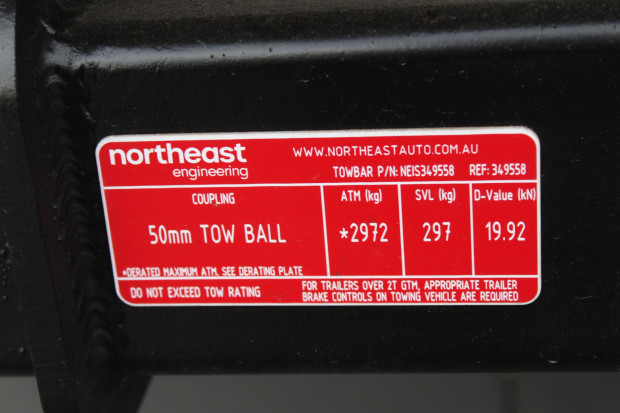 northeast
engineering
WWW.NORTHEASTAUTO.COM.AU
TOWBAR P/N: NEIS349558 REF: 349558
COUPLING ATM (kg) SVL (kg) D-Value (kN)
50mm TOW BALL *2972 297 19.92
*DERATED MAXIMUM ATM. SEE DERATING PLATE
DO NOT EXCEED TOW RATING
FOR TRAILERS OVER 2T GTM, APPROPRIATE TRAILER
BRAKE CONTROLS ON TOWING VEHICLE ARE REQUIRED